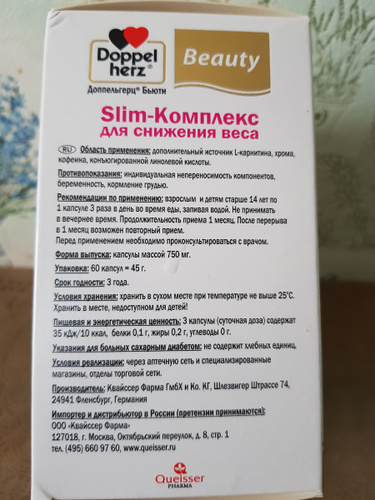 Doppel
herz®
Beauty
Доппельгерц® Бьюти
Slim-Комплекс
для снижения веса
RU Область применения: дополнительный источник L-карнитина, хрома,
кофеина, конъюгированной линолевой кислоты.
Противопоказания: индивидуальная непереносимость компонентов,
беременность, кормление грудью.
Рекомендации по применению: взрослым и детям старше 14 лет по
1 капсуле 3 раза в день во время еды, запивая водой. Не принимать
в вечернее время. Продолжительность приема 1 месяц. После перерыва
в 1 месяц возможен повторный прием.
Перед применением необходимо проконсультироваться с врачом.
Форма выпуска: капсулы массой 750 мг.
Упаковка: 60 капсул = 45 г.
Срок годности: 3 года.
Условия хранения: хранить в сухом месте при температуре не выше 25°C.
Хранить в месте, недоступном для детей!
Пищевая и энергетическая ценность: 3 капсулы (суточная доза) содержат
35 кДж/10 ккал, белки 0,1 г, жиры 0,2 г, углеводы 0 г.
Указания для больных сахарным диабетом: не содержит хлебных единиц.
Условия реализации: через аптечную сеть и специализированные
магазины, отделы торговой сети.
Производитель: Квайссер Фарма ГмбХ и Ко. КГ, Шлезвигер Штрассе 74,
24941 Фленсбург, Германия
Импортер и дистрибьютор в России (претензии принимаются):
ООО «Квайссер Фарма»
127018, г. Москва, Октябрьский переулок, д. 8, стр. 1
тел. (495) 660 97 60, www.queisser.ru
Queisser
PHARMA